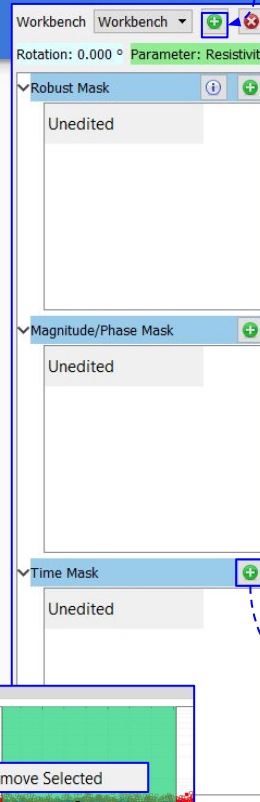 Workbench Workbench
Rotation: 0.000 ° Parameter: Resistivit
Robust Mask
Unedited
Magnitude/Phase Mask
Unedited
Time Mask
Unedited
move Selected